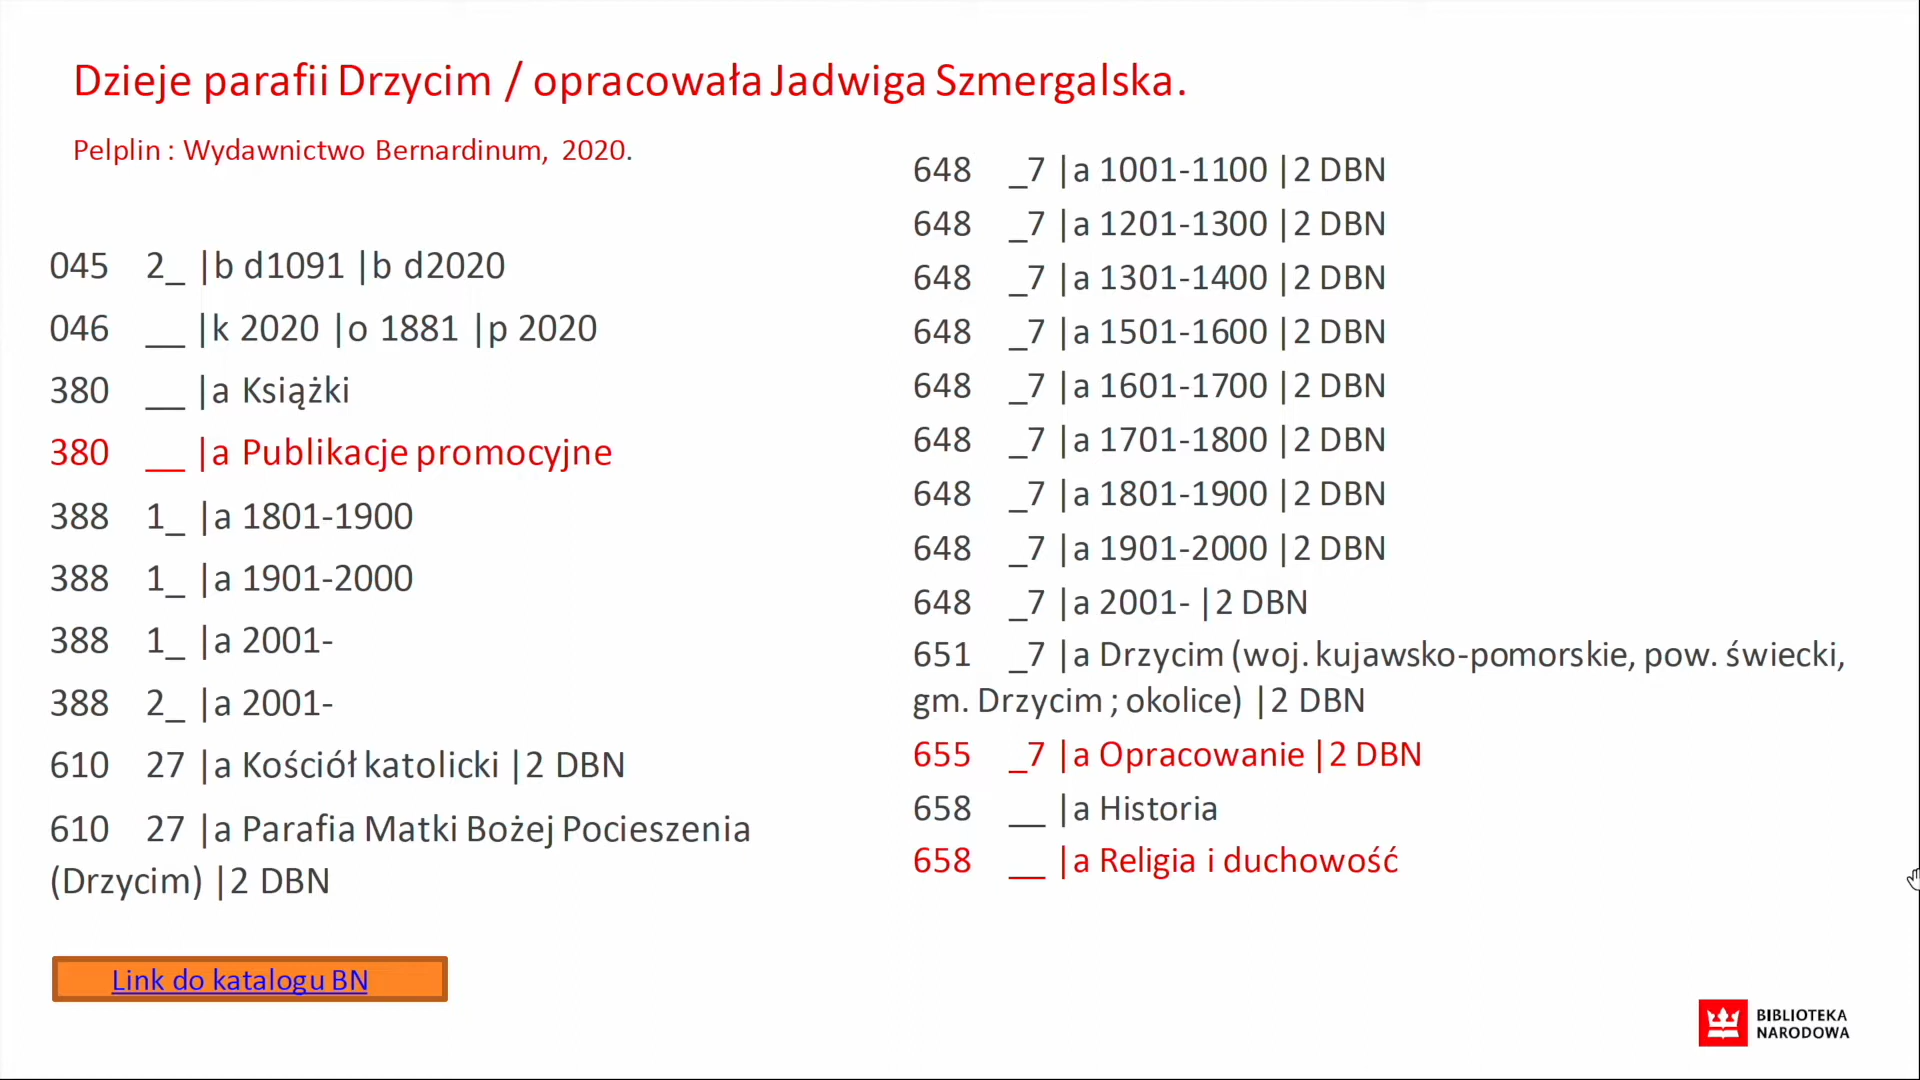 Dzieje parafii Drzycim / opracowała Jadwiga Szmergalska.
Pelplin : Wydawnictwo Bernardinum, 2020.
045 2_ |b d1091 |b d2020
046 __ |k 2020 |o 1881 |p 2020
380 __ |a Książki
380 __ |a Publikacje promocyjne
388 1_ |a 1801-1900
388 1_ |a 1901-2000
388 1_ |a 2001-
388 2_ |a 2001-
610 27 |a Kościół katolicki |2 DBN
610 27 |a Parafia Matki Bożej Pocieszenia
(Drzycim) |2 DBN
Link do katalogu BN
648 _7 |a 1001-1100 |2 DBN
648 _7 |a 1201-1300 |2 DBN
648 _7 |a 1301-1400 |2 DBN
648 _7 |a 1501-1600 |2 DBN
648 _7 |a 1601-1700 |2 DBN
648 _7 |a 1701-1800 |2 DBN
648 _7 |a 1801-1900 |2 DBN
648 _7 |a 1901-2000 |2 DBN
648 _7 |a 2001- |2 DBN
651 _7 |a Drzycim (woj. kujawsko-pomorskie, pow. świecki,
gm. Drzycim ; okolice) |2 DBN
655 _7 |a Opracowanie |2 DBN
658 __ |a Historia
658 __ |a Religia i duchowość
BIBLIOTEKA
NARODOWA